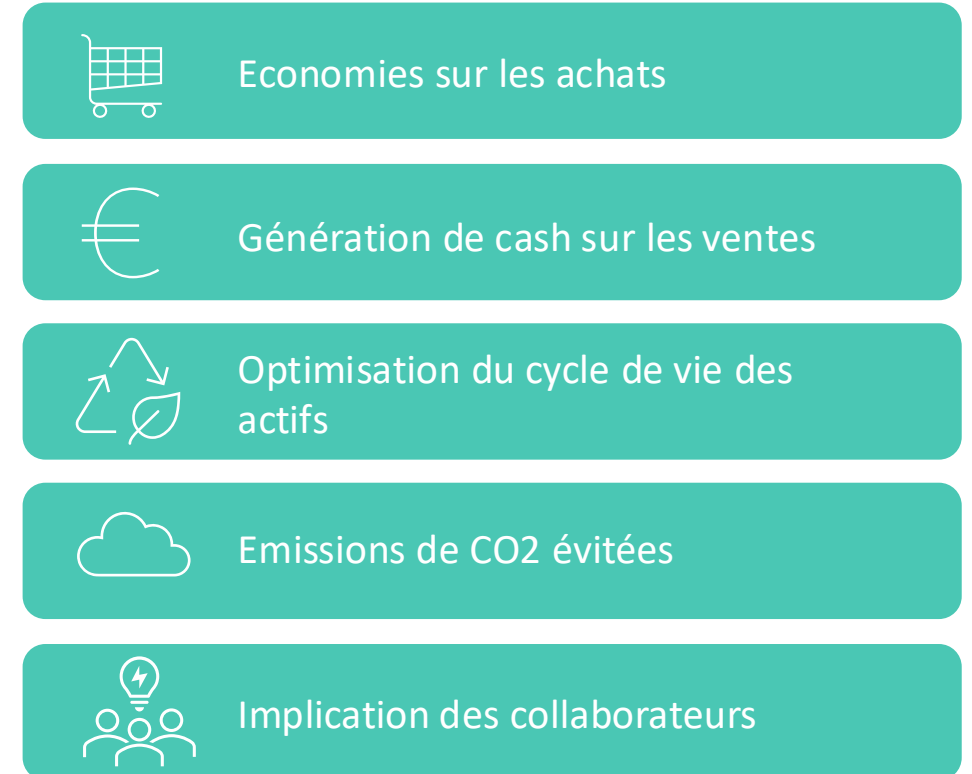 Economies sur les achats
Génération de cash sur les ventes
Optimisation du cycle de vie des
actifs
Emissions de CO2 évitées
Implication des collaborateurs